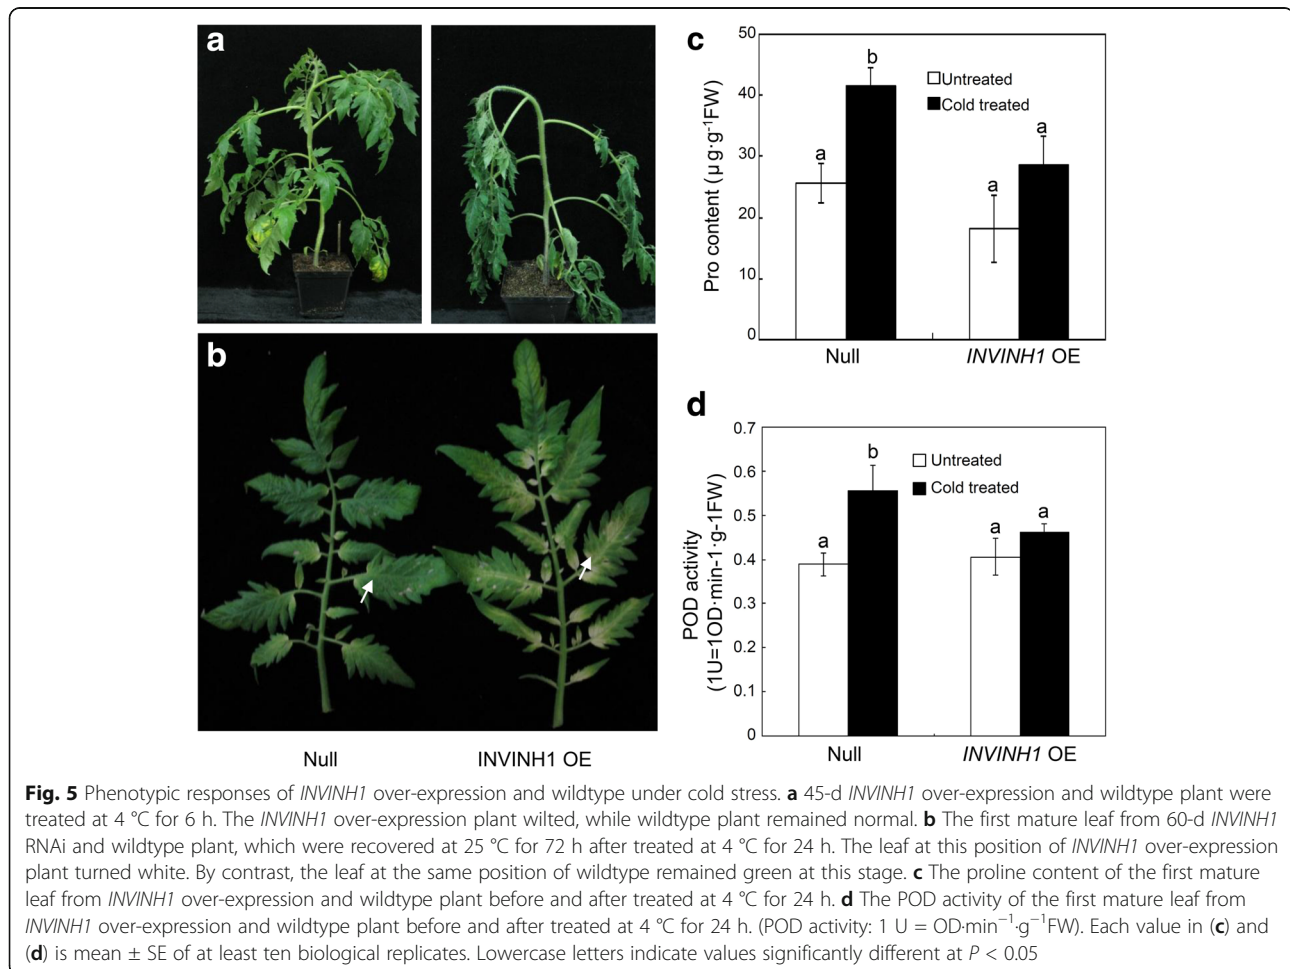 a
b
Null
INVINH1 OE
c
50
40
30
20
10
0
Pro content (µg·g-1FW)
Untreated
Cold treated
a
b
a
a
Null
INVINH1 OE
d
0.7
0.6
0.5
0.4
0.3
0.2
0.1
0
POD activity
(1U=1OD·min-1·g-1FW)
Untreated
Cold treated
a
b
a
a
Null
INVINH1 OE
Fig. 5 Phenotypic responses of INVINH1 over-expression and wildtype under cold stress. a 45-d INVINH1 over-expression and wildtype plant were
treated at 4 °C for 6 h. The INVINH1 over-expression plant wilted, while wildtype plant remained normal. b The first mature leaf from 60-d INVINH1
RNAi and wildtype plant, which were recovered at 25 °C for 72 h after treated at 4 °C for 24 h. The leaf at this position of INVINH1 over-expression
plant turned white. By contrast, the leaf at the same position of wildtype remained green at this stage. c The proline content of the first mature
leaf from INVINH1 over-expression and wildtype plant before and after treated at 4 °C for 24 h. d The POD activity of the first mature leaf from
INVINH1 over-expression and wildtype plant before and after treated at 4 °C for 24 h. (POD activity: 1 U = OD·min−1·g−1FW). Each value in (c) and
(d) is mean ± SE of at least ten biological replicates. Lowercase letters indicate values significantly different at P < 0.05